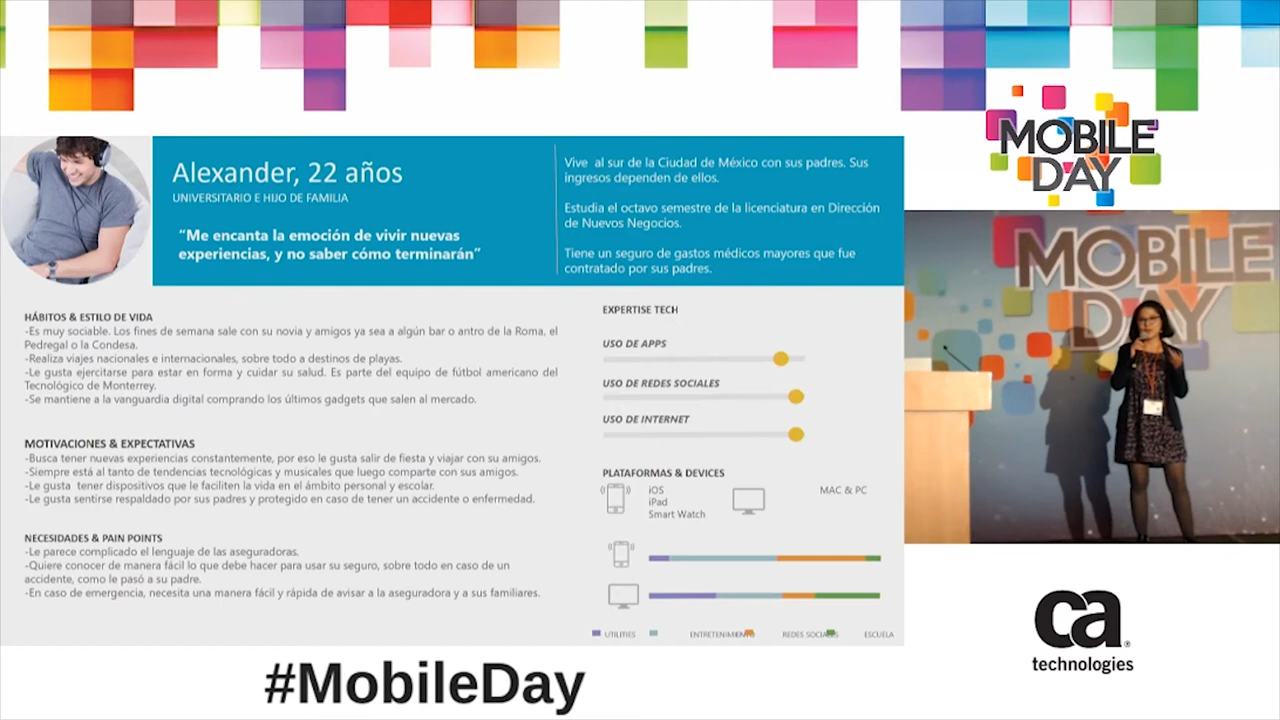 MOBILE
DAY
Alexander, 22 años
UNIVERSITARIO E HIJO DE FAMILIA
“Me encanta la emoción de vivir nuevas
experiencias, y no saber cómo terminarán”
Vive al sur de la Ciudad de México con sus padres. Sus
ingresos dependen de ellos.
Estudia el octavo semestre de la licenciatura en Dirección
de Nuevos Negocios.
Tiene un seguro de gastos médicos mayores que fue
contratado por sus padres.
HÁBITOS & ESTILO DE VIDA
-Es muy sociable. Los fines de semana sale con su novia y amigos ya sea a algún bar o antro de la Roma, el
Pedregal o la Condesa.
-Realiza viajes nacionales e internacionales, sobre todo a destinos de playas.
-Le gusta ejercitarse para estar en forma y cuidar su salud. Es parte del equipo de fútbol americano del
Tecnológico de Monterrey.
-Se mantiene a la vanguardia digital comprando los últimos gadgets que salen al mercado.
MOTIVACIONES & EXPECTATIVAS
-Busca tener nuevas experiencias constantemente, por eso le gusta salir de fiesta y viajar con su amigos.
-Siempre está al tanto de tendencias tecnológicas y musicales que luego comparte con sus amigos.
-Le gusta tener dispositivos que le faciliten la vida en el ámbito personal y escolar.
-Le gusta sentirse respaldado por sus padres y protegido en caso de tener un accidente o enfermedad.
NECESIDADES & PAIN POINTS
-Le parece complicado el lenguaje de las aseguradoras.
-Quiere conocer de manera fácil lo que debe hacer para usar su seguro, sobre todo en caso de un
accidente, como le pasó a su padre.
-En caso de emergencia, necesita una manera fácil y rápida de avisar a la aseguradora y a sus familiares.
EXPERTISE TECH
USO DE APPS
USO DE REDES SOCIALES
USO DE INTERNET
PLATAFORMAS & DEVICES
iOS
iPad
Smart Watch
MAC & PC
UTILITIES
ENTRETENIMIENTO
REDES SOCIALES
ESCUELA
MOBILE
DAY
ca
technologies
#MobileDay